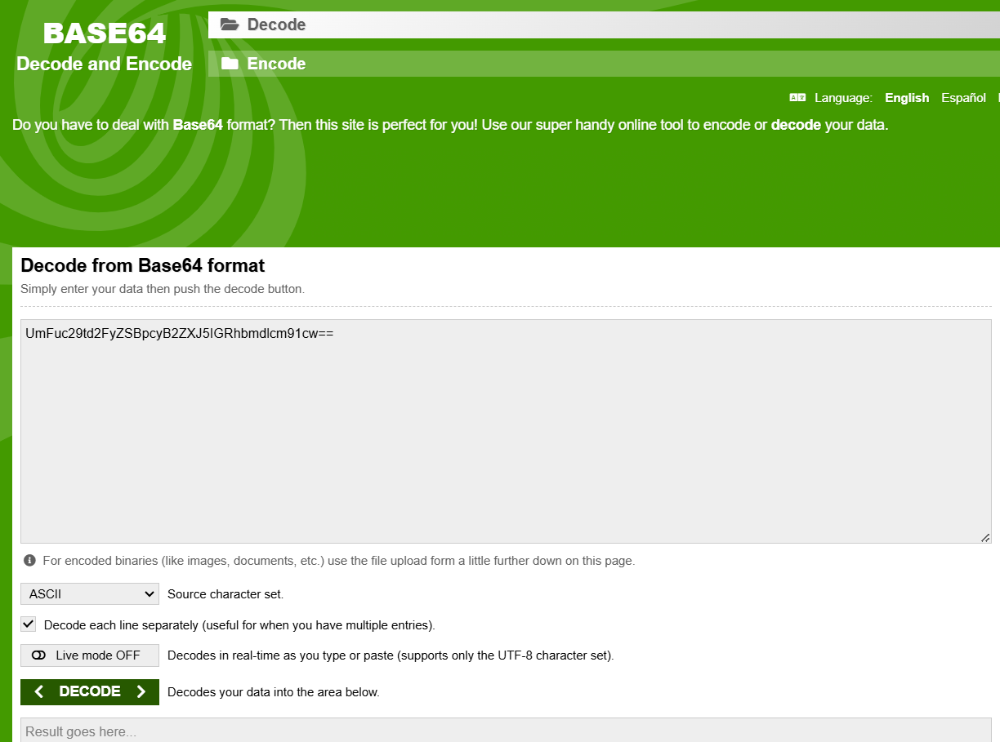 BASE64
Decode and Encode
Decode
Encode
Language: English Español
Do you have to deal with Base64 format? Then this site is perfect for you! Use our super handy online tool to encode or decode your data.
Decode from Base64 format
Simply enter your data then push the decode button.
UmFuc29td2FyZSBpcyB2ZXJ5IGRhbmdlcm91cw==
For encoded binaries (like images, documents, etc.) use the file upload form a little further down on this page.
ASCII Source character set.
Decode each line separately (useful for when you have multiple entries).
Live mode OFF Decodes in real-time as you type or paste (supports only the UTF-8 character set).
< DECODE > Decodes your data into the area below.
Result goes here...